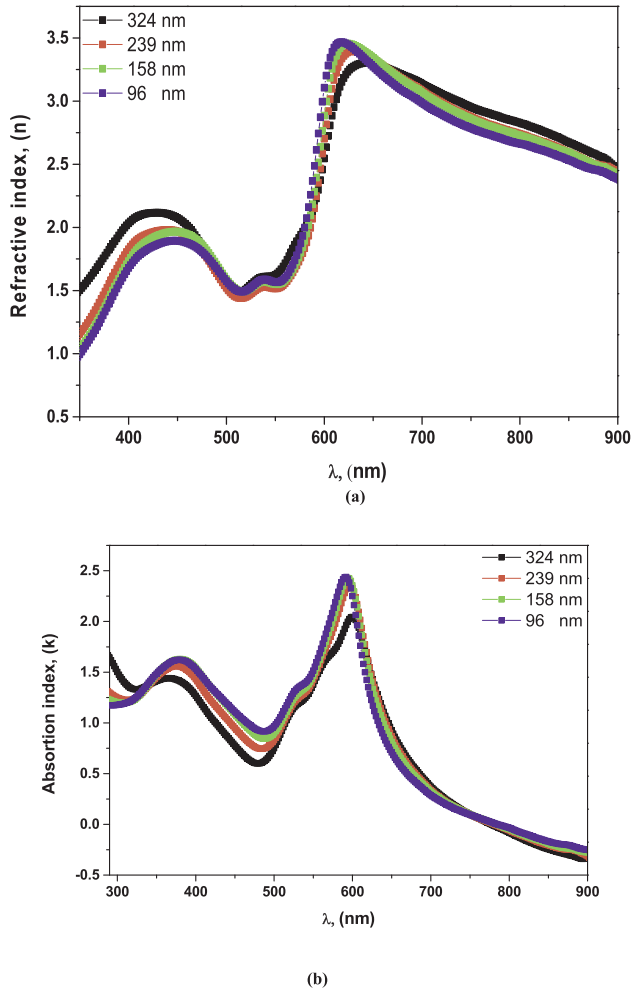 324 nm
239 nm
158 nm
96 nm
3.5
3.0
2.5
2.0
1.5
1.0
0.5
Refractive index, (n)
400 500 600 700 800 900
λ, (nm)
(a)
324 nm
239 nm
158 nm
96 nm
2.5
2.0
1.5
1.0
0.5
0.0
-0.5
Absortion index, (k)
300 400 500 600 700 800 900
λ, (nm)
(b)